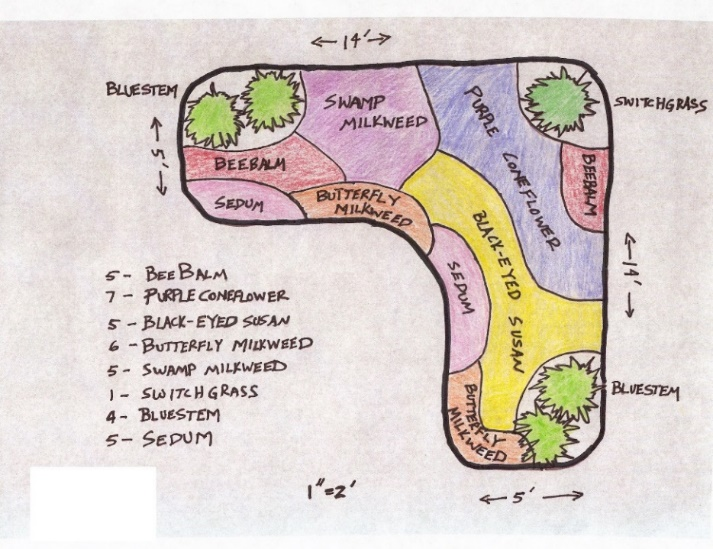 14'
BLUESTEM
SWAMP
MILKWEED
PURPLE
CONEFLOWER
SWITCHGRASS
5'
BEEBALM
BEEBALM
SEDUM
BUTTERFLY
MILKWEED
BLACK-EYED SUSAN
SEDUM
14'
5 - BEEBALM
7 - PURPLE CONEFLOWER
5 - BLACK-EYED SUSAN
6 - BUTTERFLY MILKWEED
5 - SWAMP MILKWEED
1 - SWITCHGRASS
4 - BLUESTEM
5 - SEDUM
BLUESTEM
BUTTERFLY
MILKWEED
1"=2'
5'